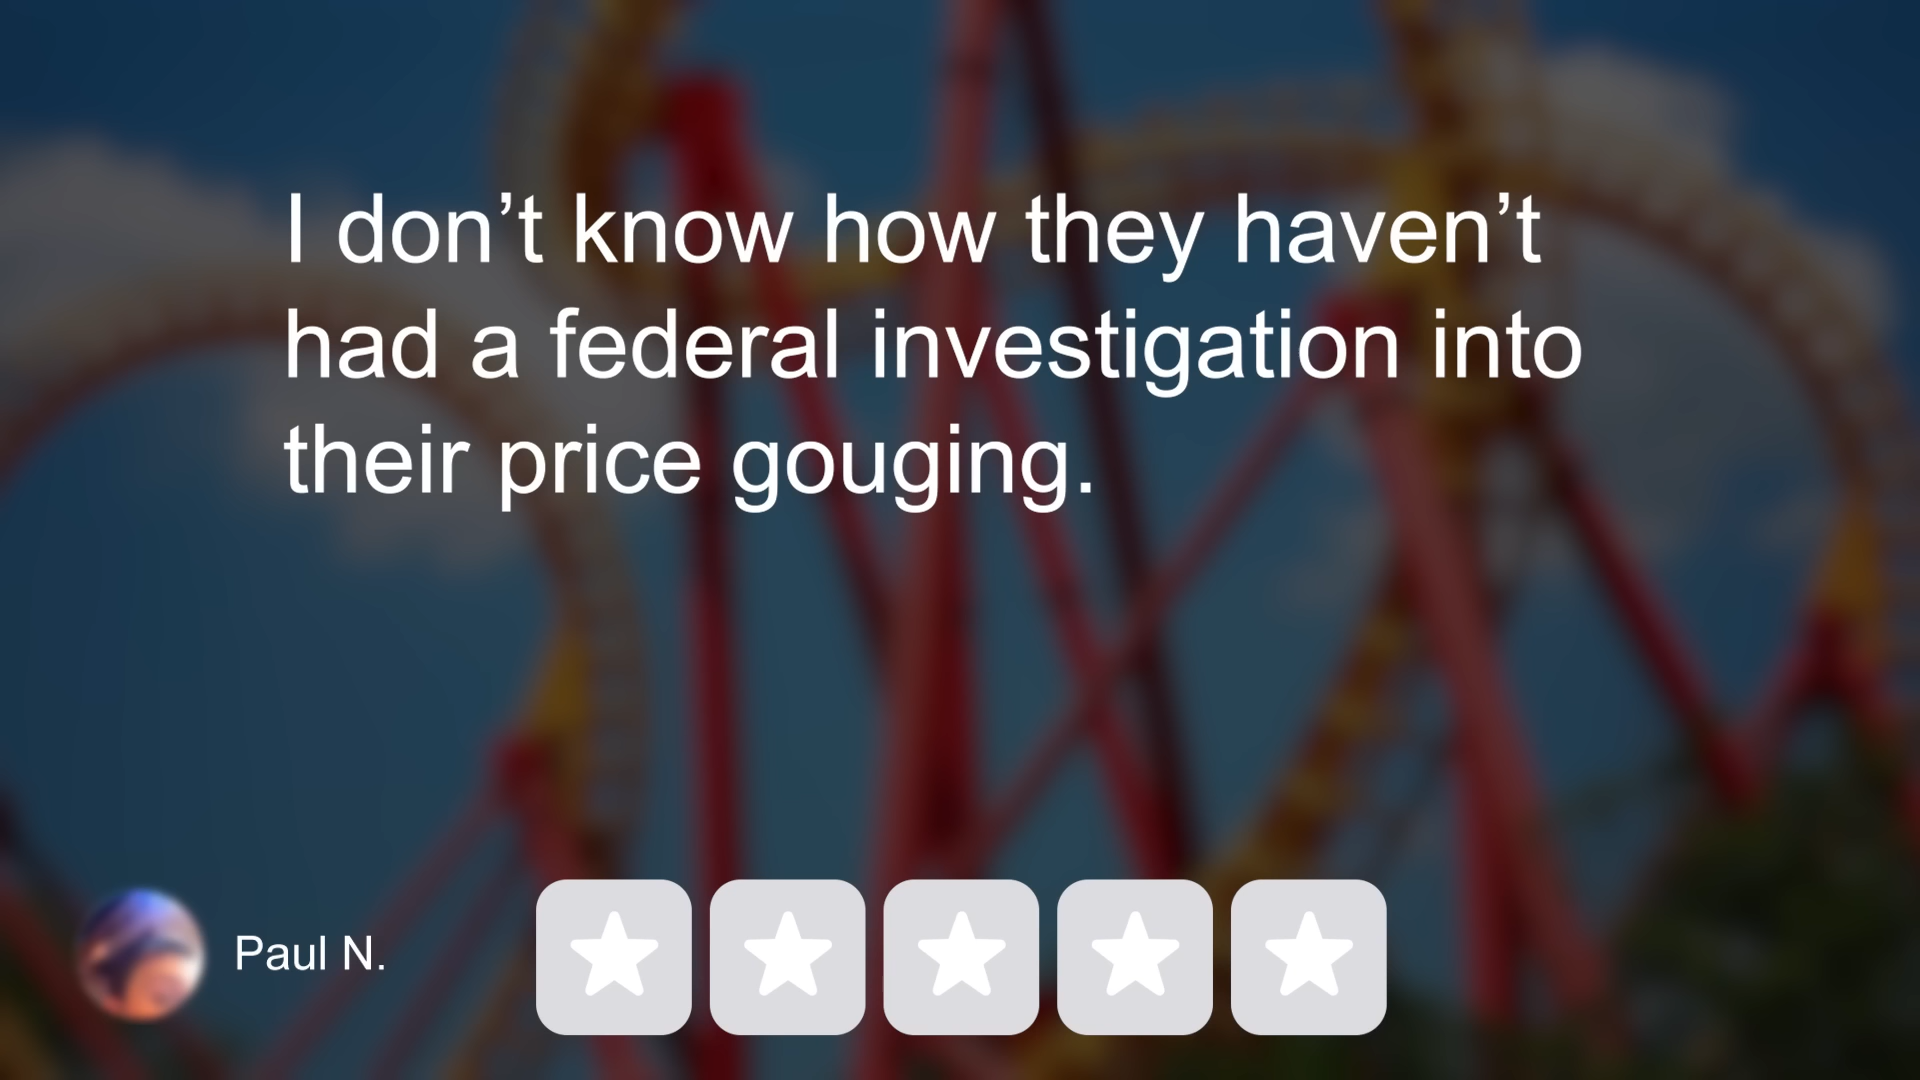 I don’t know how they haven’t
had a federal investigation into
their price gouging.
Paul N.